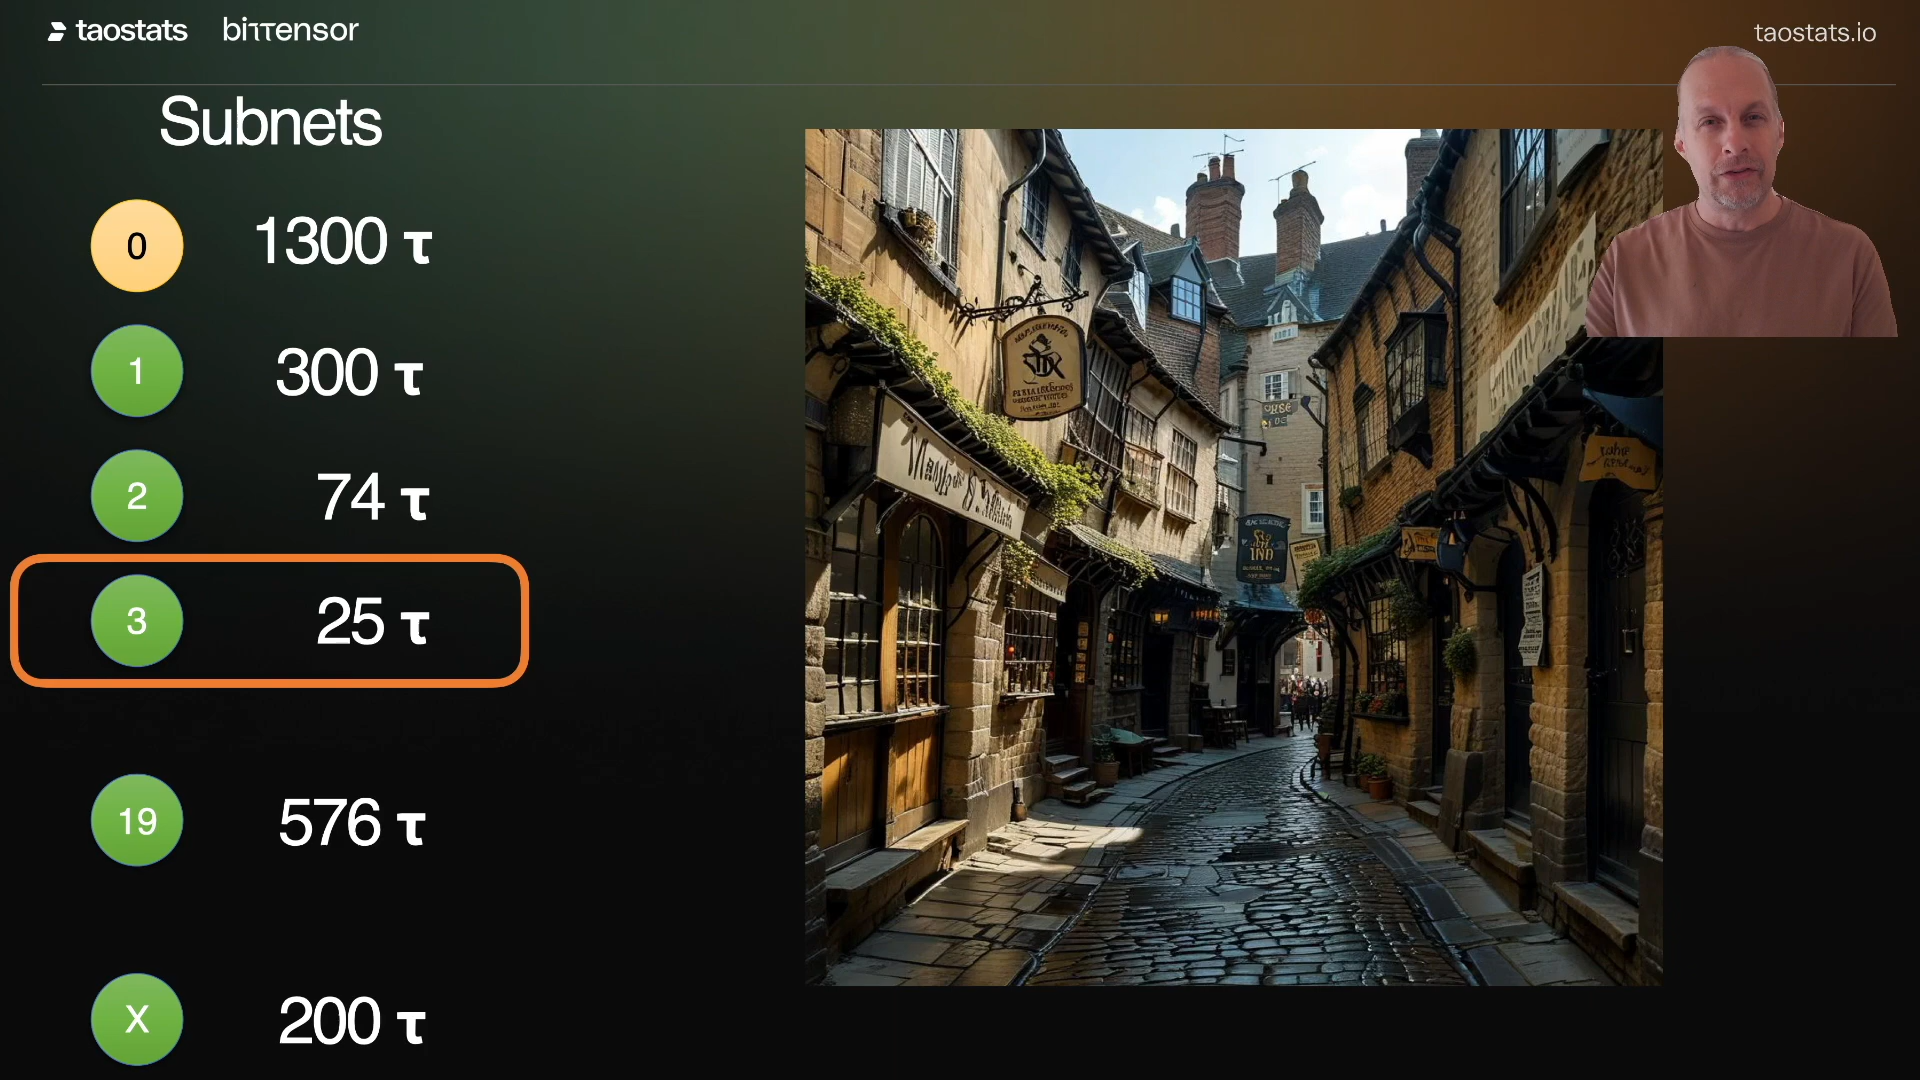 taostats bittensor
taostats.io
Subnets
0 1300 τ
1 300 τ
2 74 τ
3 25 τ
19 576 τ
X 200 τ
INN